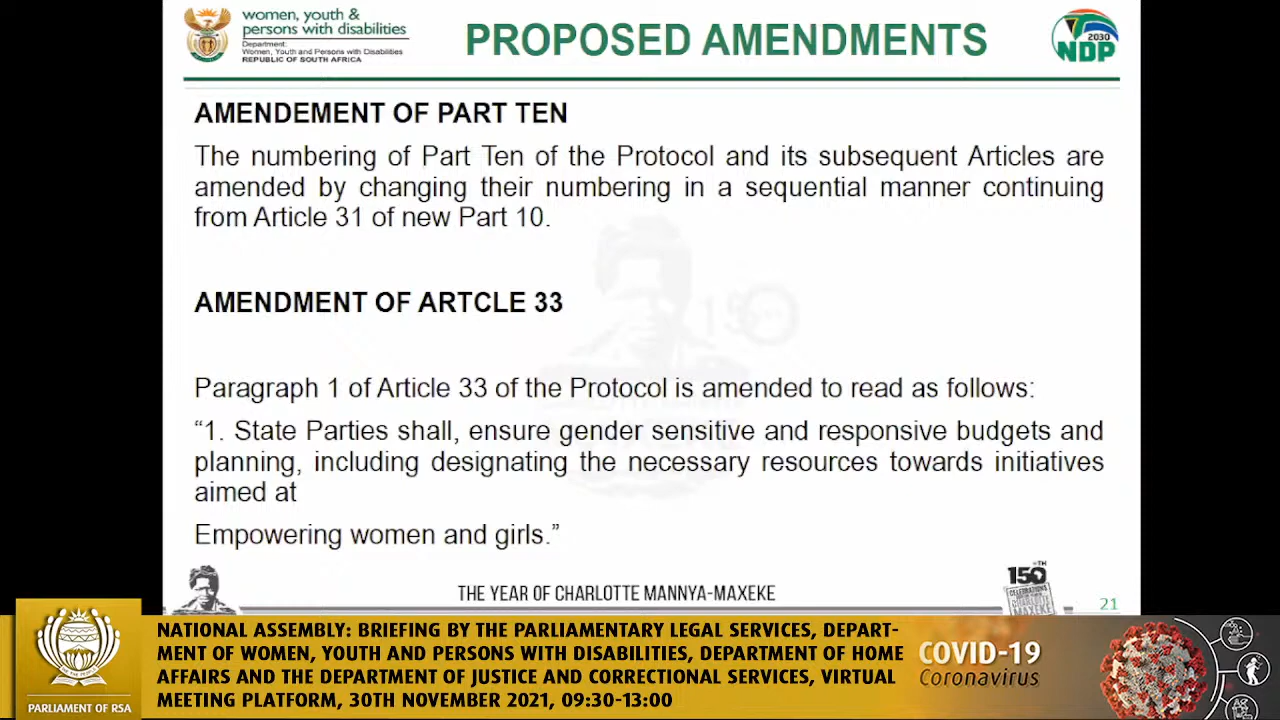 women, youth &
persons with disabilities
Department:
Women, Youth and Persons with Disabilities
REPUBLIC OF SOUTH AFRICA
PROPOSED AMENDMENTS
2030
NDP
AMENDEMENT OF PART TEN
The numbering of Part Ten of the Protocol and its subsequent Articles are
amended by changing their numbering in a sequential manner continuing
from Article 31 of new Part 10.
AMENDMENT OF ARTCLE 33
Paragraph 1 of Article 33 of the Protocol is amended to read as follows:
“1. State Parties shall, ensure gender sensitive and responsive budgets and
planning, including designating the necessary resources towards initiatives
aimed at
Empowering women and girls.”
THE YEAR OF CHARLOTTE MANNYA-MAXEKE
150TH
CELEBRATIONS
21
NATIONAL ASSEMBLY: BRIEFING BY THE PARLIAMENTARY LEGAL SERVICES, DEPART-
MENT OF WOMEN, YOUTH AND PERSONS WITH DISABILITIES, DEPARTMENT OF HOME
AFFAIRS AND THE DEPARTMENT OF JUSTICE AND CORRECTIONAL SERVICES, VIRTUAL
MEETING PLATFORM, 30TH NOVEMBER 2021, 09:30-13:00
PARLIAMENT OF RSA
COVID-19
Coronavirus